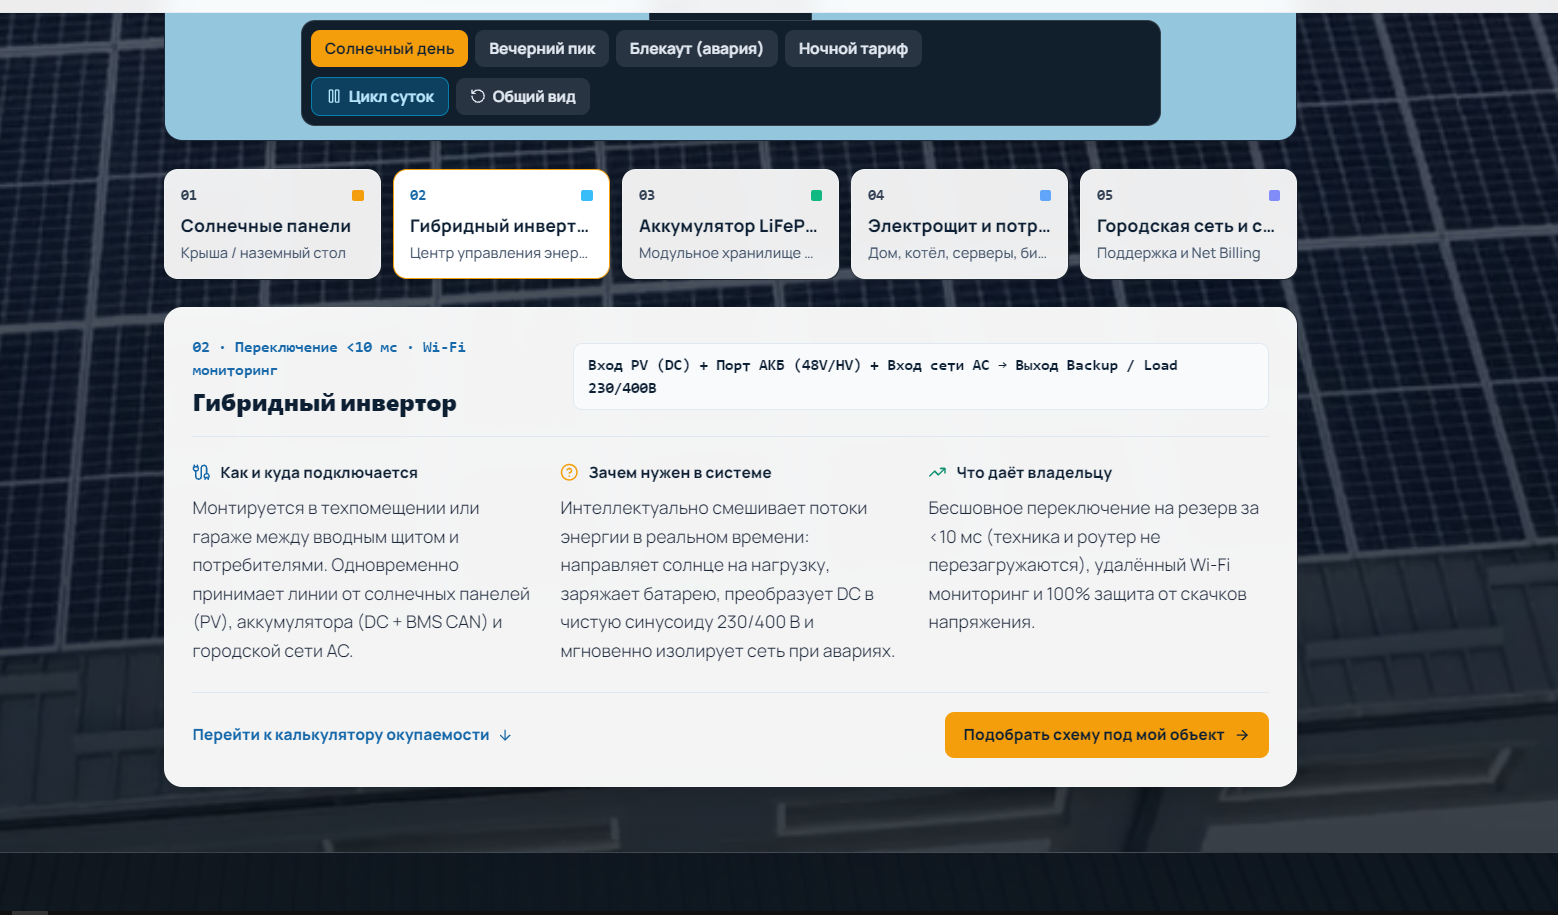 Солнечный день
Вечерний пик
Блекаут (авария)
Ночной тариф
Цикл суток
Общий вид
01
Солнечные панели
Крыша / наземный стол
02
Гибридный инверт...
Центр управления энер...
03
Аккумулятор LiFeP...
Модульное хранилище ...
04
Электрощит и потр...
Дом, котёл, серверы, би...
05
Городская сеть и с...
Поддержка и Net Billing
02 · Переключение <10 мс · Wi-Fi
мониторинг
Гибридный инвертор
Вход PV (DC) + Порт АКБ (48V/HV) + Вход сети AC → Выход Backup / Load
230/400В
Как и куда подключается
Монтируется в техпомещении или
гараже между вводным щитом и
потребителями. Одновременно
принимает линии от солнечных панелей
(PV), аккумулятора (DC + BMS CAN) и
городской сети AC.
Зачем нужен в системе
Интеллектуально смешивает потоки
энергии в реальном времени:
направляет солнце на нагрузку,
заряжает батарею, преобразует DC в
чистую синусоиду 230/400 В и
мгновенно изолирует сеть при авариях.
Что даёт владельцу
Бесшовное переключение на резерв за
<10 мс (техника и роутер не
перезагружаются), удалённый Wi-Fi
мониторинг и 100% защита от скачков
напряжения.
Перейти к калькулятору окупаемости ↓
Подобрать схему под мой объект →